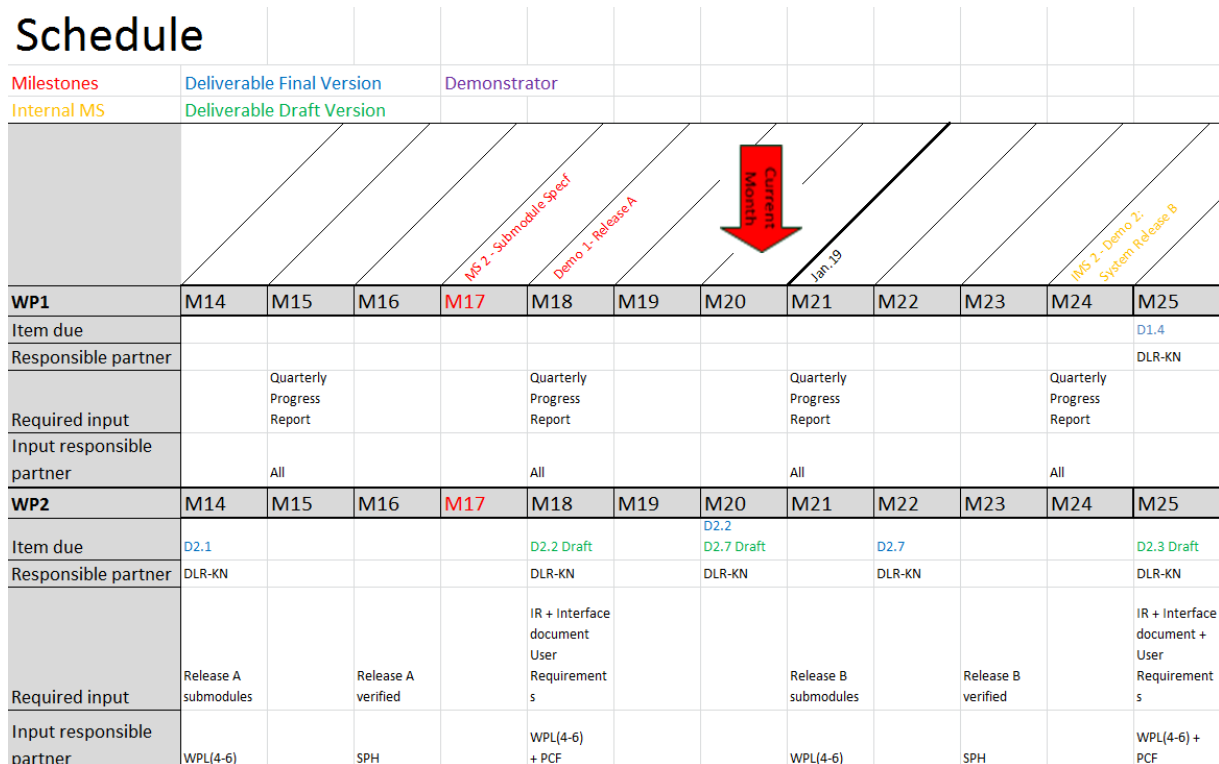 Schedule
Milestones Deliverable Final Version Demonstrator
Internal MS Deliverable Draft Version
MS 2 - Submodule Specf
Demo 1- Release A
Current
Month
Jan.19
IMS 2 - Demo 2:
System Release B
WP1 M14 M15 M16 M17 M18 M19 M20 M21 M22 M23 M24 M25
Item due D1.4
Responsible partner DLR-KN
Quarterly Quarterly Quarterly Quarterly
Progress Progress Progress Progress
Required input Report Report Report Report
Input responsible
partner All All All All
WP2 M14 M15 M16 M17 M18 M19 M20 M21 M22 M23 M24 M25
D2.2
Item due D2.1 D2.2 Draft D2.7 Draft D2.7 D2.3 Draft
Responsible partner DLR-KN DLR-KN DLR-KN DLR-KN DLR-KN
IR + Interface IR + Interface
document document +
User User
Release A Release A Requirement Release B Release B Requirement
Required input submodules verified s submodules verified s
Input responsible WPL(4-6) WPL(4-6) +
partner WPL(4-6) SPH + PCF WPL(4-6) SPH PCF